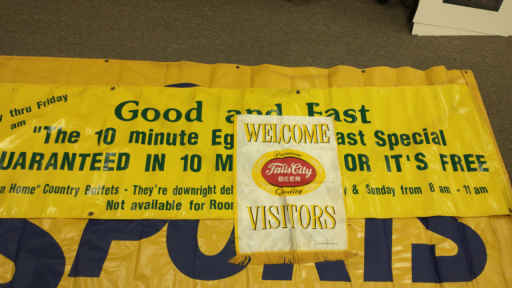 Good and Fast
y thru Friday
am
"The 10 minute Eg ast Special
UARANTEED IN 10 M OR IT'S FREE
n Home" Country Buffets - They're downright del y & Sunday from 8 am - 11 am
Not available for Roo
WELCOME
Falls City
BEER
Quality
VISITORS
SPORTS